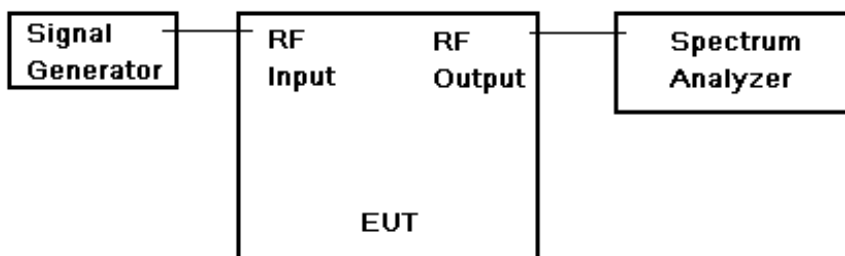 Signal
Generator
RF
Input
RF
Output
EUT
Spectrum
Analyzer